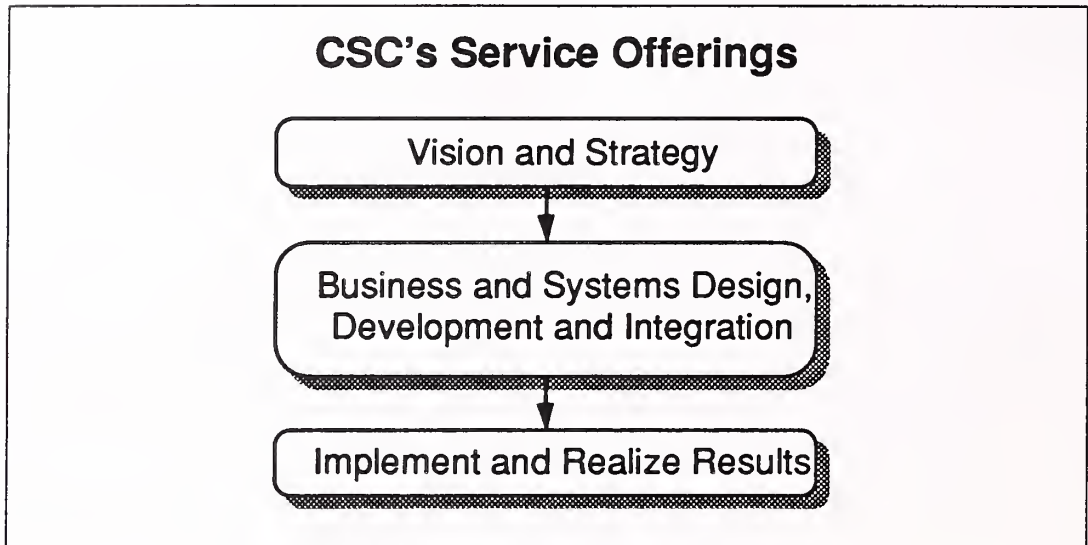 CSC's Service Offerings
Vision and Strategy
Business and Systems Design,
Development and Integration
Implement and Realize Results